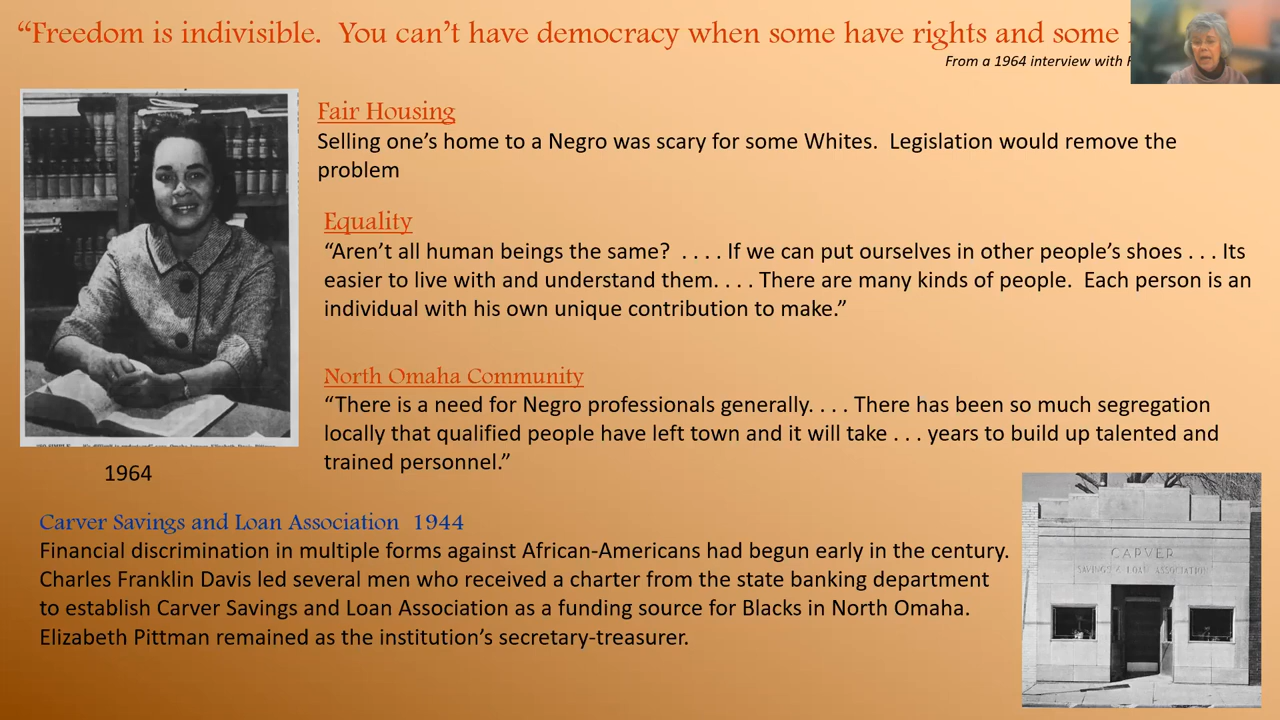 “Freedom is indivisible. You can’t have democracy when some have rights and some
From a 1964 interview with
Fair Housing
Selling one’s home to a Negro was scary for some Whites. Legislation would remove the
problem
Equality
“Aren’t all human beings the same? . . . . If we can put ourselves in other people’s shoes . . . Its
easier to live with and understand them. . . . There are many kinds of people. Each person is an
individual with his own unique contribution to make.”
North Omaha Community
“There is a need for Negro professionals generally. . . . There has been so much segregation
locally that qualified people have left town and it will take . . . years to build up talented and
trained personnel.”
1964
Carver Savings and Loan Association 1944
Financial discrimination in multiple forms against African-Americans had begun early in the century.
Charles Franklin Davis led several men who received a charter from the state banking department
to establish Carver Savings and Loan Association as a funding source for Blacks in North Omaha.
Elizabeth Pittman remained as the institution’s secretary-treasurer.
CARVER
SAVINGS & LOAN ASSOCIATION